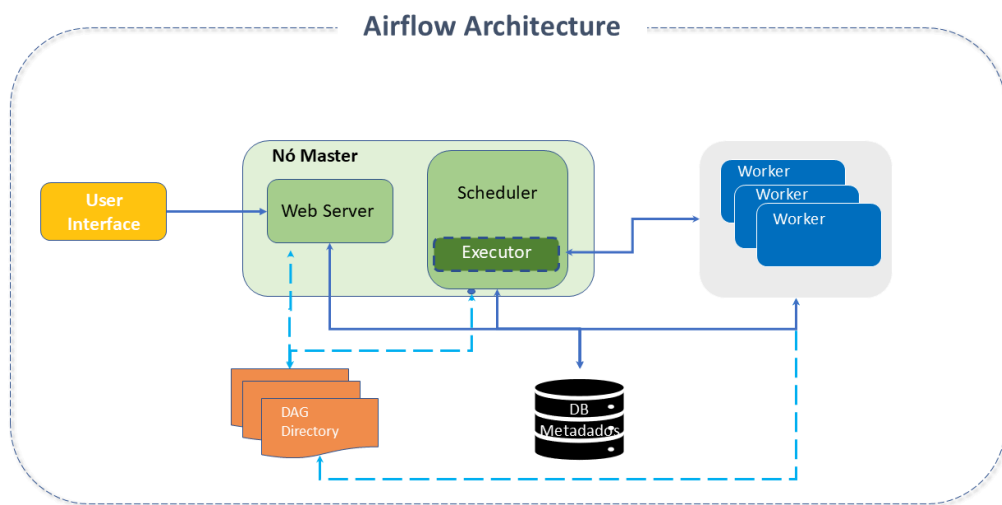 Airflow Architecture
Nó Master
User
Interface
Web Server
Scheduler
Executor
Worker
Worker
Worker
DAG
Directory
DB
Metadados